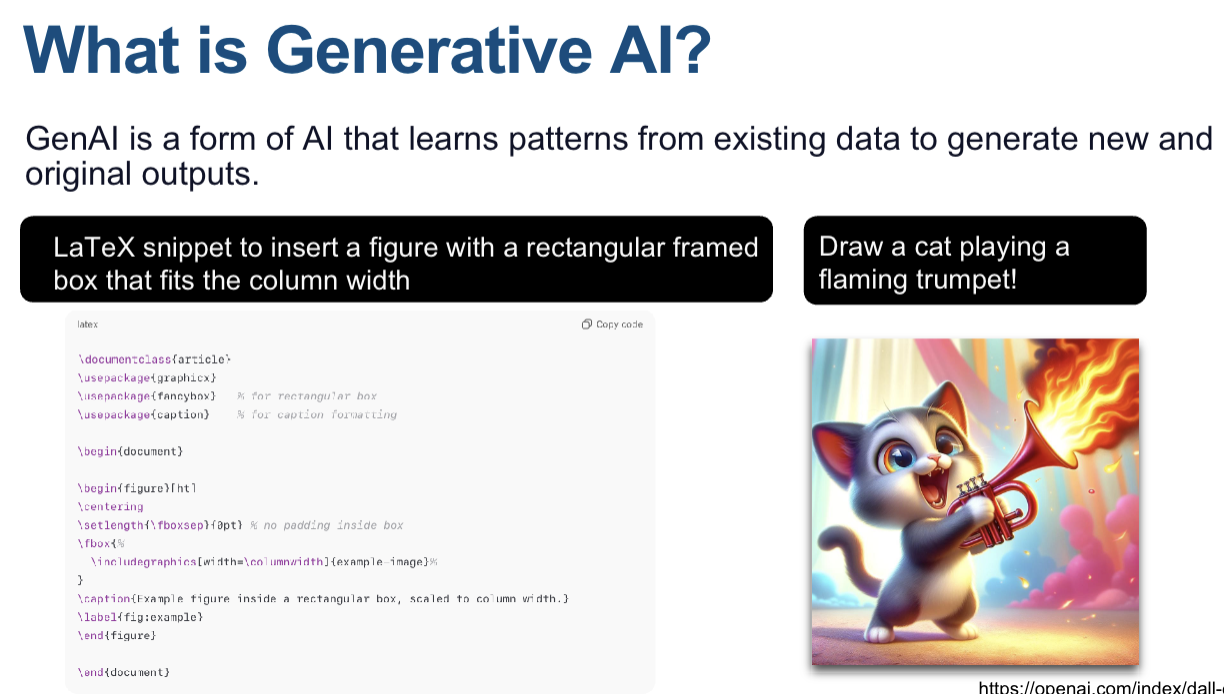 What is Generative AI?
GenAI is a form of AI that learns patterns from existing data to generate new and
original outputs.
LaTeX snippet to insert a figure with a rectangular framed
box that fits the column width
Draw a cat playing a
flaming trumpet!
latex
Copy code
\documentclass{article}
\usepackage{graphicx}
\usepackage{fancybox}   % for rectangular box
\usepackage{caption}    % for caption formatting
\begin{document}
\begin{figure}[ht]
\centering
\setlength{\fboxsep}{0pt} % no padding inside box
\fbox{%
  \includegraphics[width=\columnwidth]{example-image}%
}
\caption{Example figure inside a rectangular box, scaled to column width.}
\label{fig:example}
\end{figure}
\end{document}
https://openai.com/index/dall-